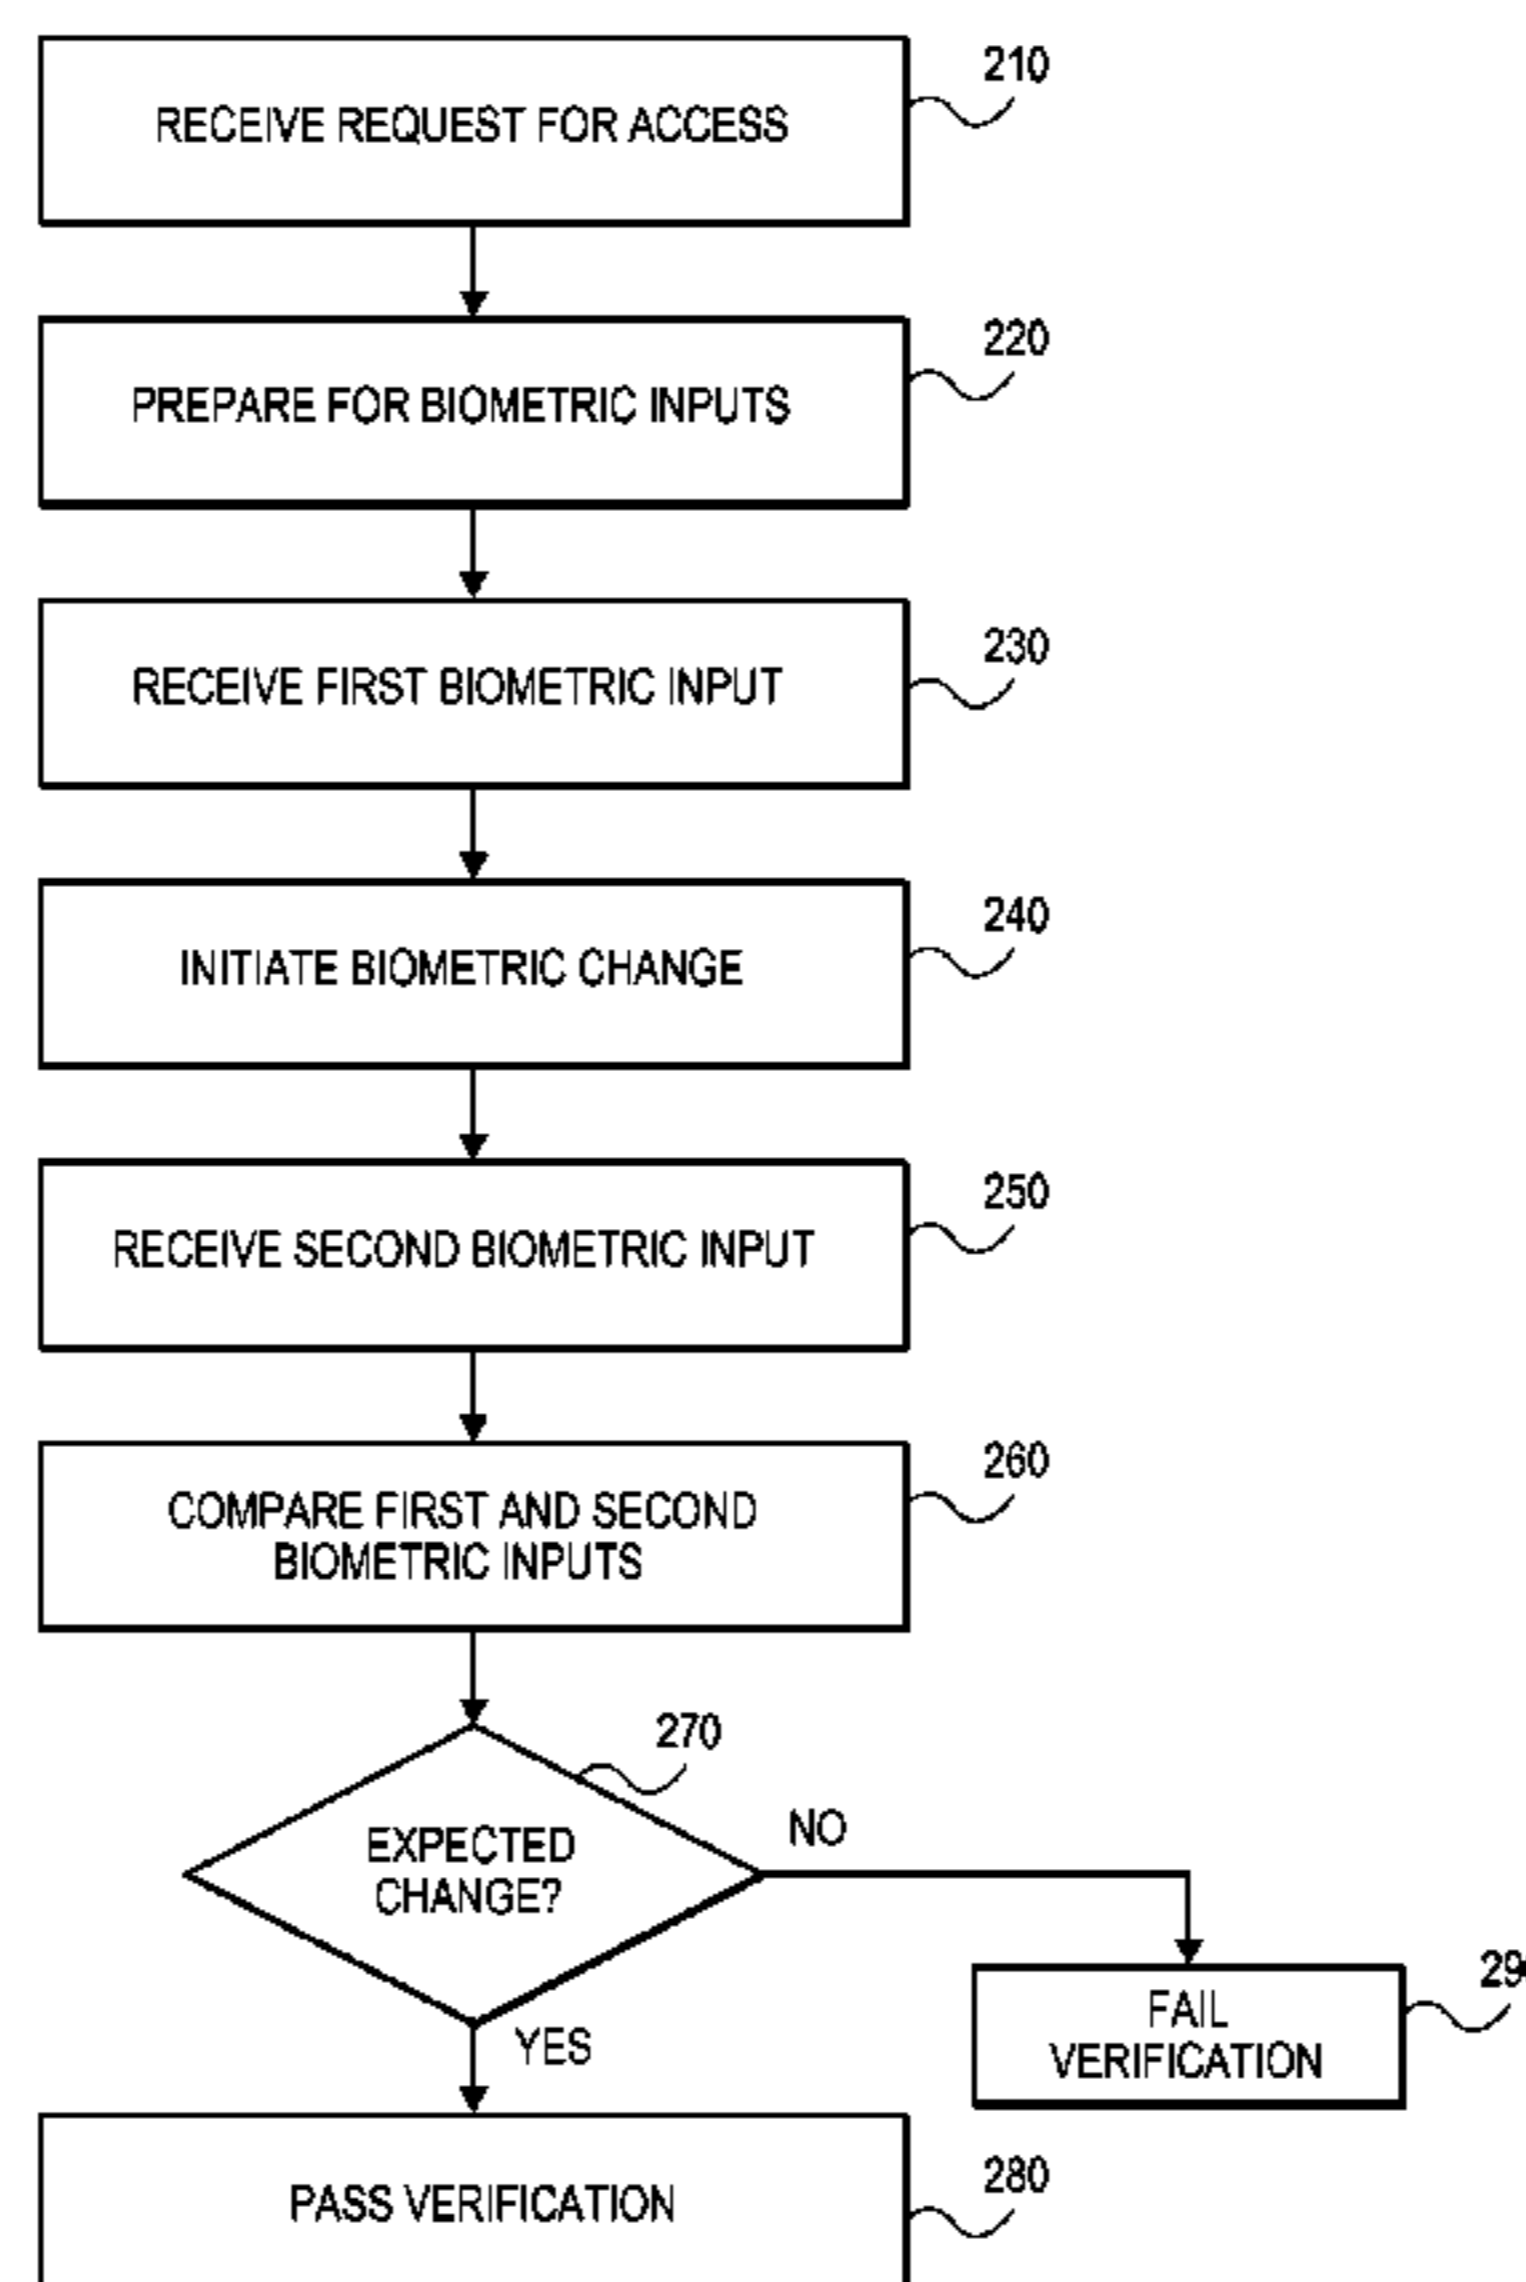 210
RECEIVE REQUEST FOR ACCESS
220
PREPARE FOR BIOMETRIC INPUTS
230
RECEIVE FIRST BIOMETRIC INPUT
240
INITIATE BIOMETRIC CHANGE
250
RECEIVE SECOND BIOMETRIC INPUT
260
COMPARE FIRST AND SECOND
BIOMETRIC INPUTS
270
EXPECTED
CHANGE?
NO
YES
FAIL
VERIFICATION
280
PASS VERIFICATION